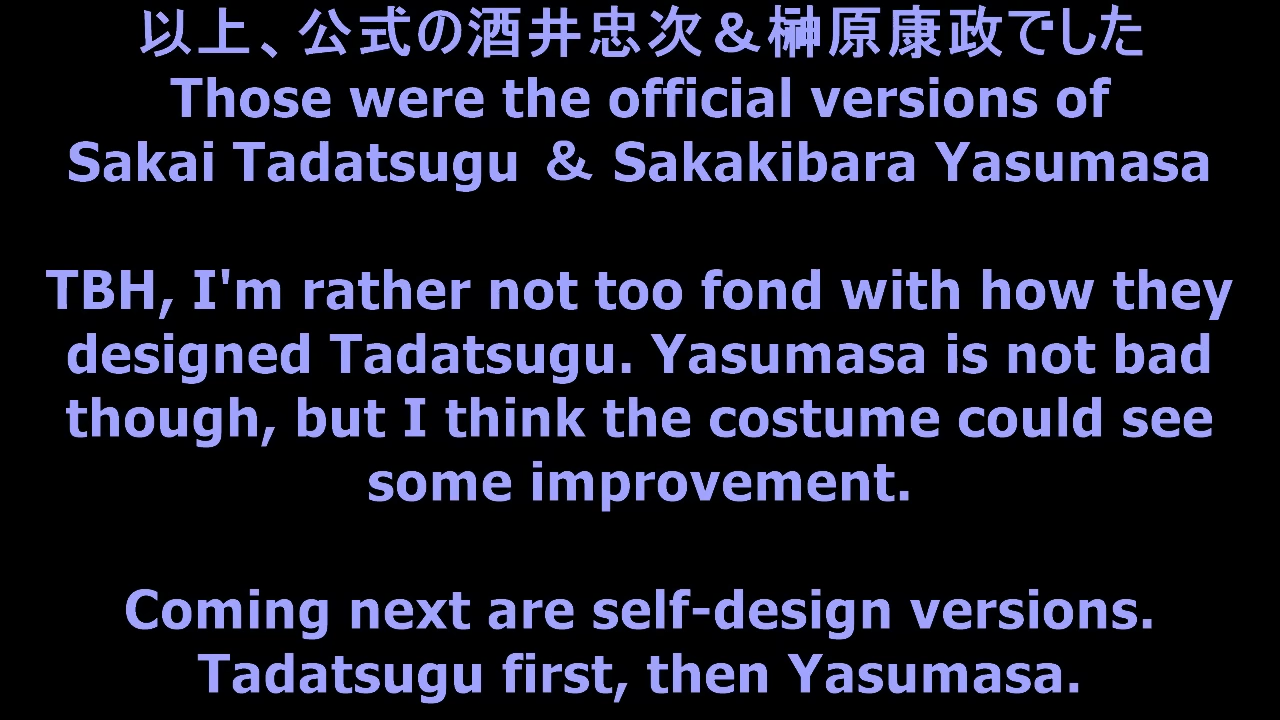 以上、公式の酒井忠次＆榊原康政でした
Those were the official versions of
Sakai Tadatsugu ＆ Sakakibara Yasumasa
TBH, I'm rather not too fond with how they
designed Tadatsugu. Yasumasa is not bad
though, but I think the costume could see
some improvement.
Coming next are self-design versions.
Tadatsugu first, then Yasumasa.